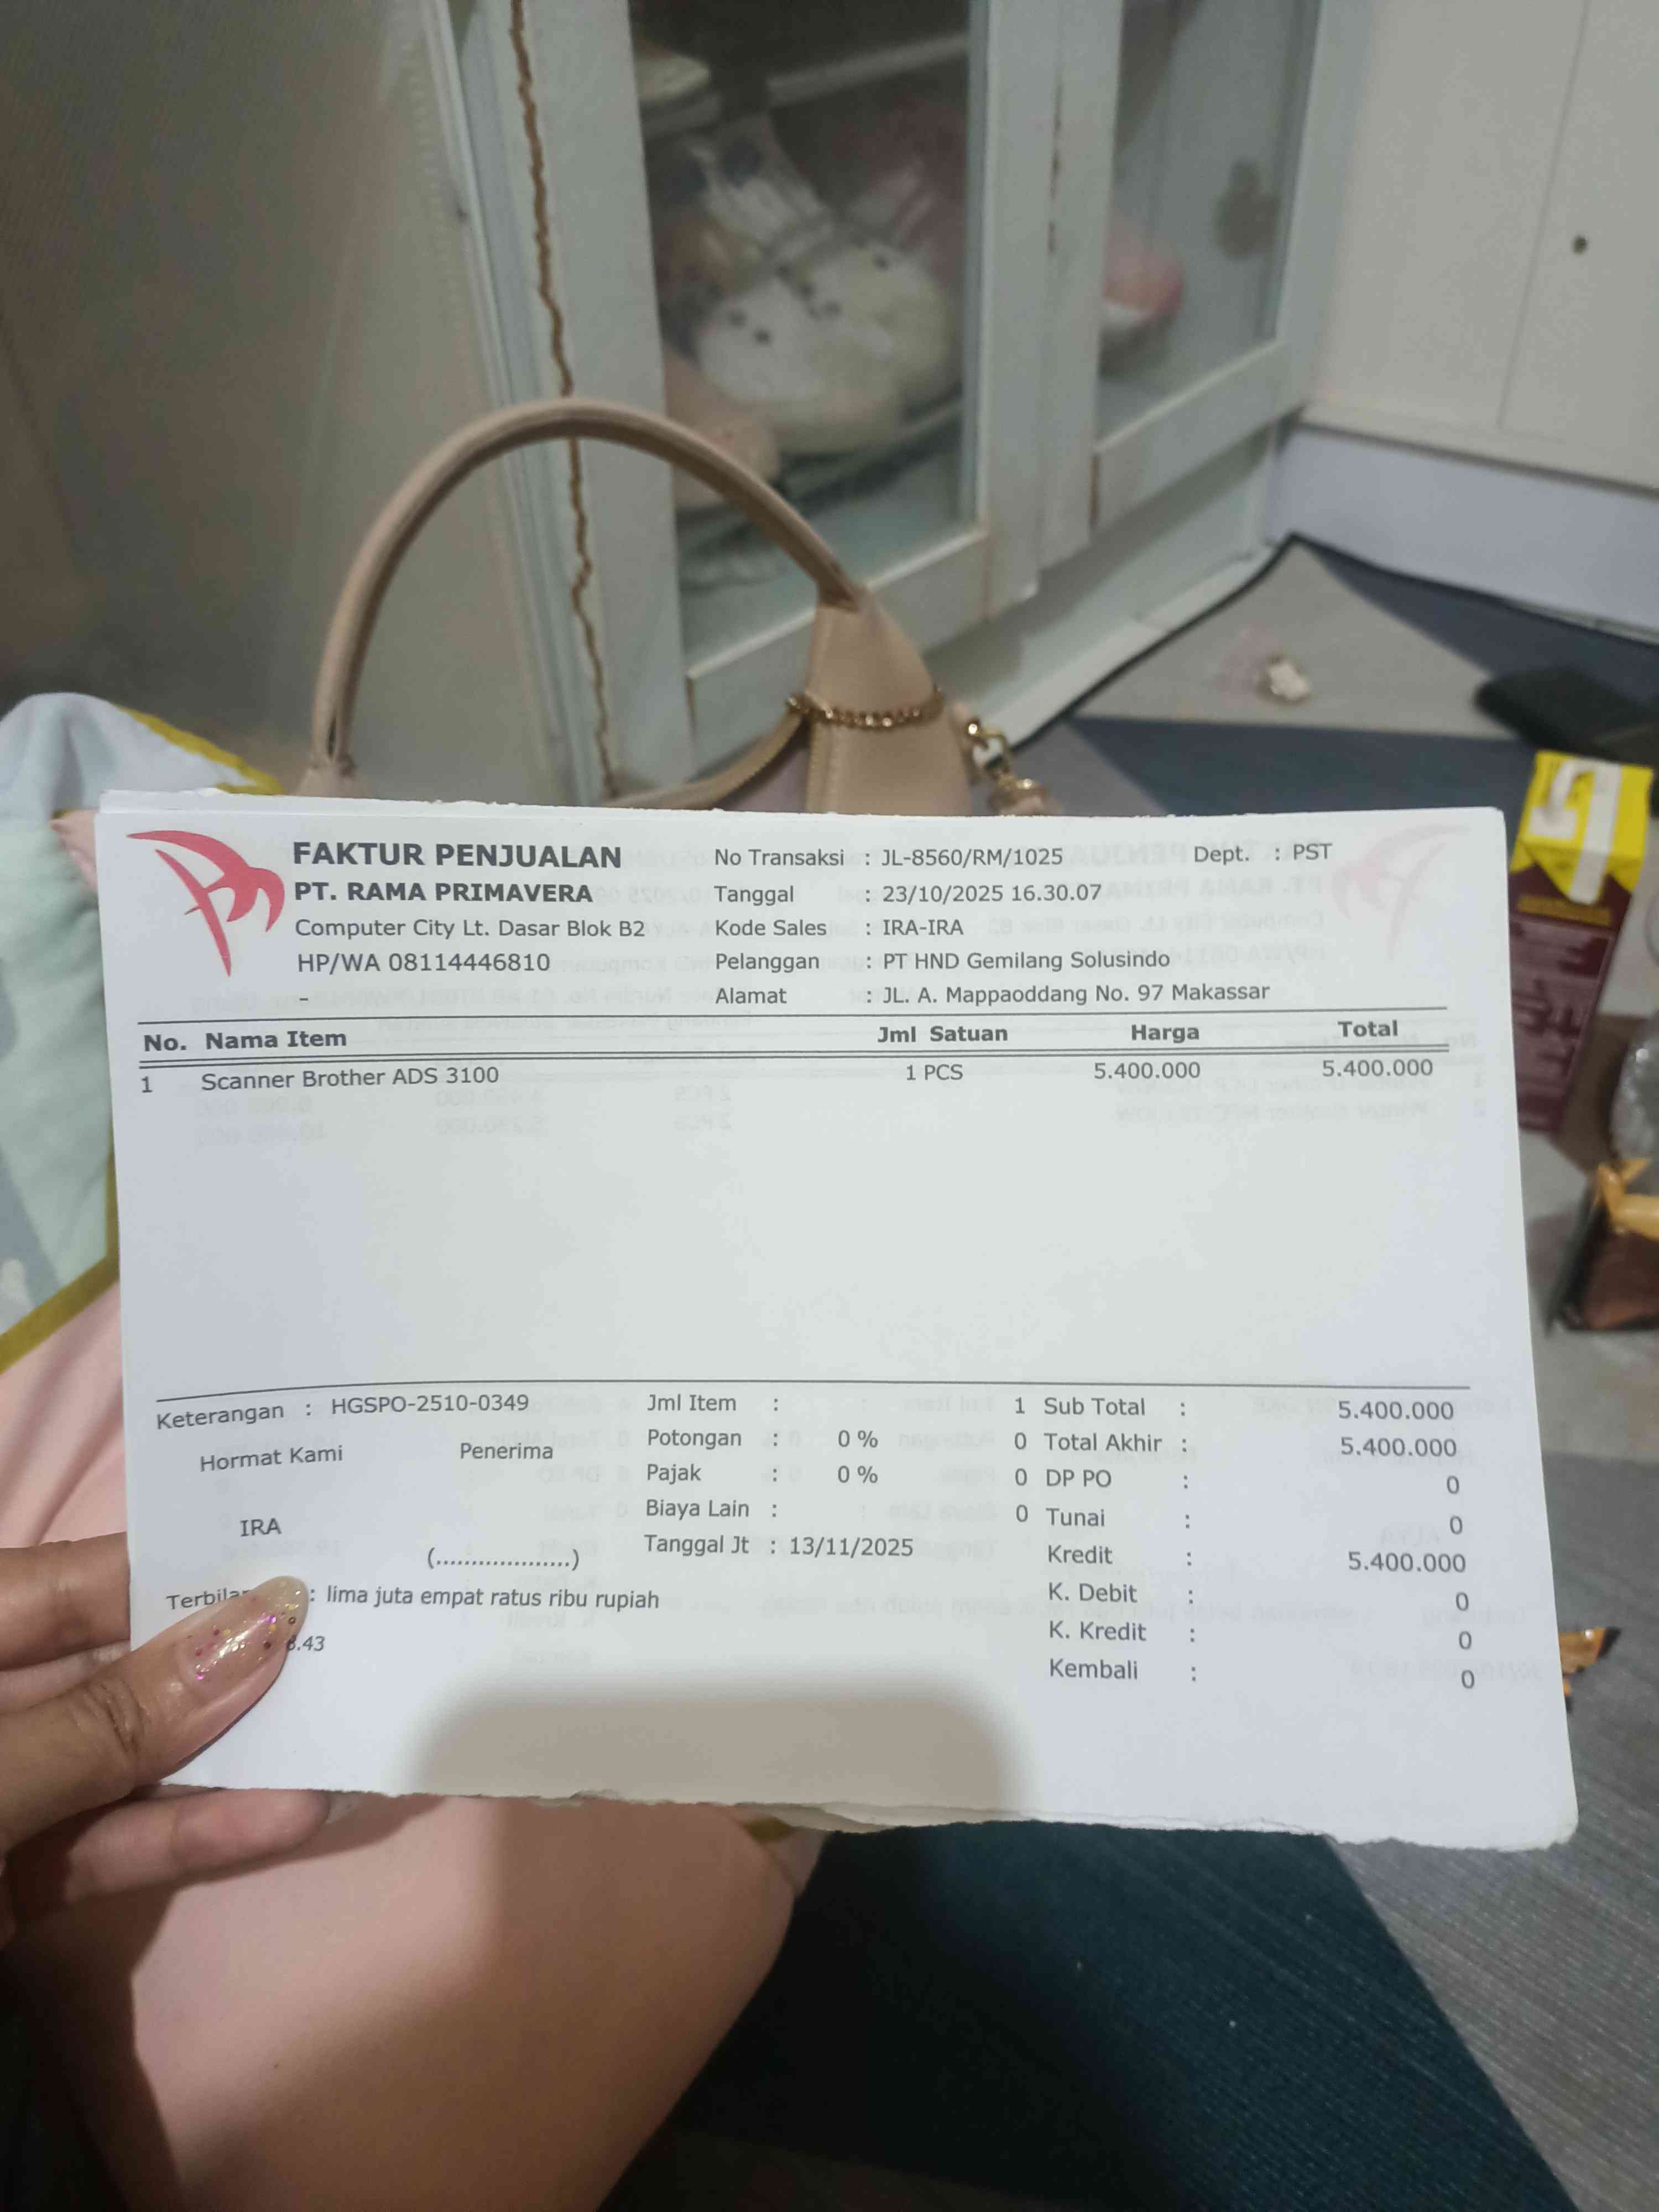 FAKTUR PENJUALAN
PT. RAMA PRIMAVERA
Computer City Lt. Dasar Blok B2
HP/WA 08114446810
-
No Transaksi : JL-8560/RM/1025 Dept. : PST
Tanggal : 23/10/2025 16.30.07
Kode Sales : IRA-IRA
Pelanggan : PT HND Gemilang Solusindo
Alamat : JL. A. Mappaoddang No. 97 Makassar
No. Nama Item Jml Satuan Harga Total
1 Scanner Brother ADS 3100 1 PCS 5.400.000 5.400.000
Keterangan : HGSPO-2510-0349
Hormat Kami Penerima
IRA
(...................)
Jml Item : 1
Potongan : 0 % 0
Pajak : 0 % 0
Biaya Lain : 0
Tanggal Jt : 13/11/2025
Sub Total : 5.400.000
Total Akhir : 5.400.000
DP PO : 0
Tunai : 0
Kredit : 5.400.000
K. Debit : 0
K. Kredit : 0
Kembali : 0
: lima juta empat ratus ribu rupiah
.43